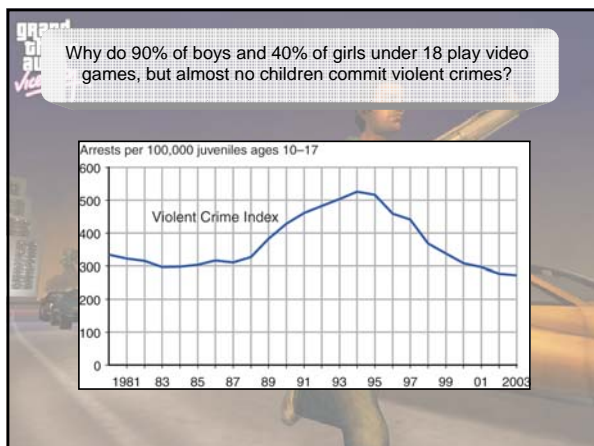 grand
Why do 90% of boys and 40% of girls under 18 play video
games, but almost no children commit violent crimes?
Arrests per 100,000 juveniles ages 10–17
600
500
Violent Crime Index
400
300
200
100
0
1981 83 85 87 89 91 93 95 97 99 01 2003